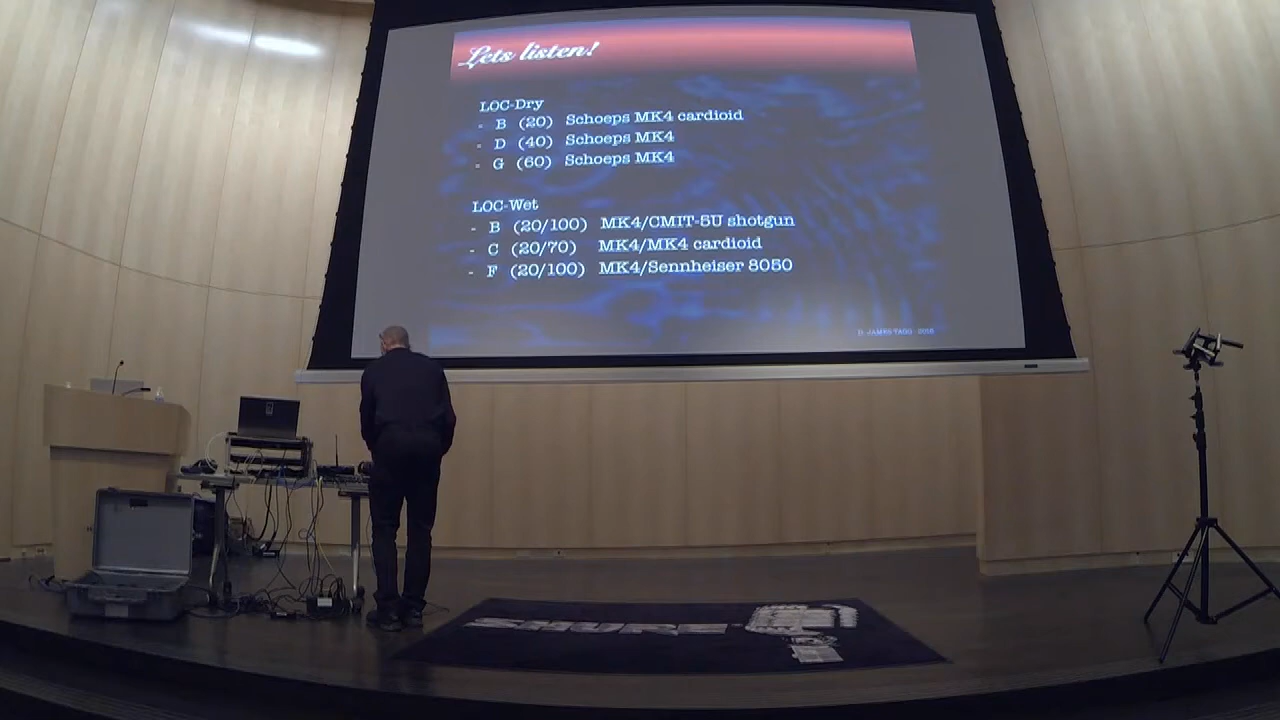 Lets listen!
LOC-Dry
- B (20) Schoeps MK4 cardioid
- D (40) Schoeps MK4
- G (60) Schoeps MK4
LOC-Wet
- B (20/100) MK4/CMIT-5U shotgun
- C (20/70) MK4/MK4 cardioid
- F (20/100) MK4/Sennheiser 8050
SHURE